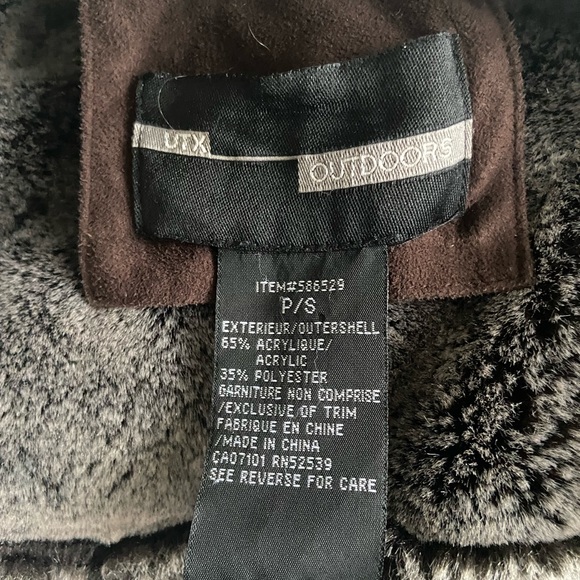 UTX
OUTDOORS
ITEM#586529
P/S
EXTERIEUR/OUTERSHELL
65% ACRYLIQUE/
ACRYLIC
35% POLYESTER
GARNITURE NON COMPRISE
/EXCLUSIVE OF TRIM
FABRIQUE EN CHINE
/MADE IN CHINA
CA07101 RN52539
SEE REVERSE FOR CARE